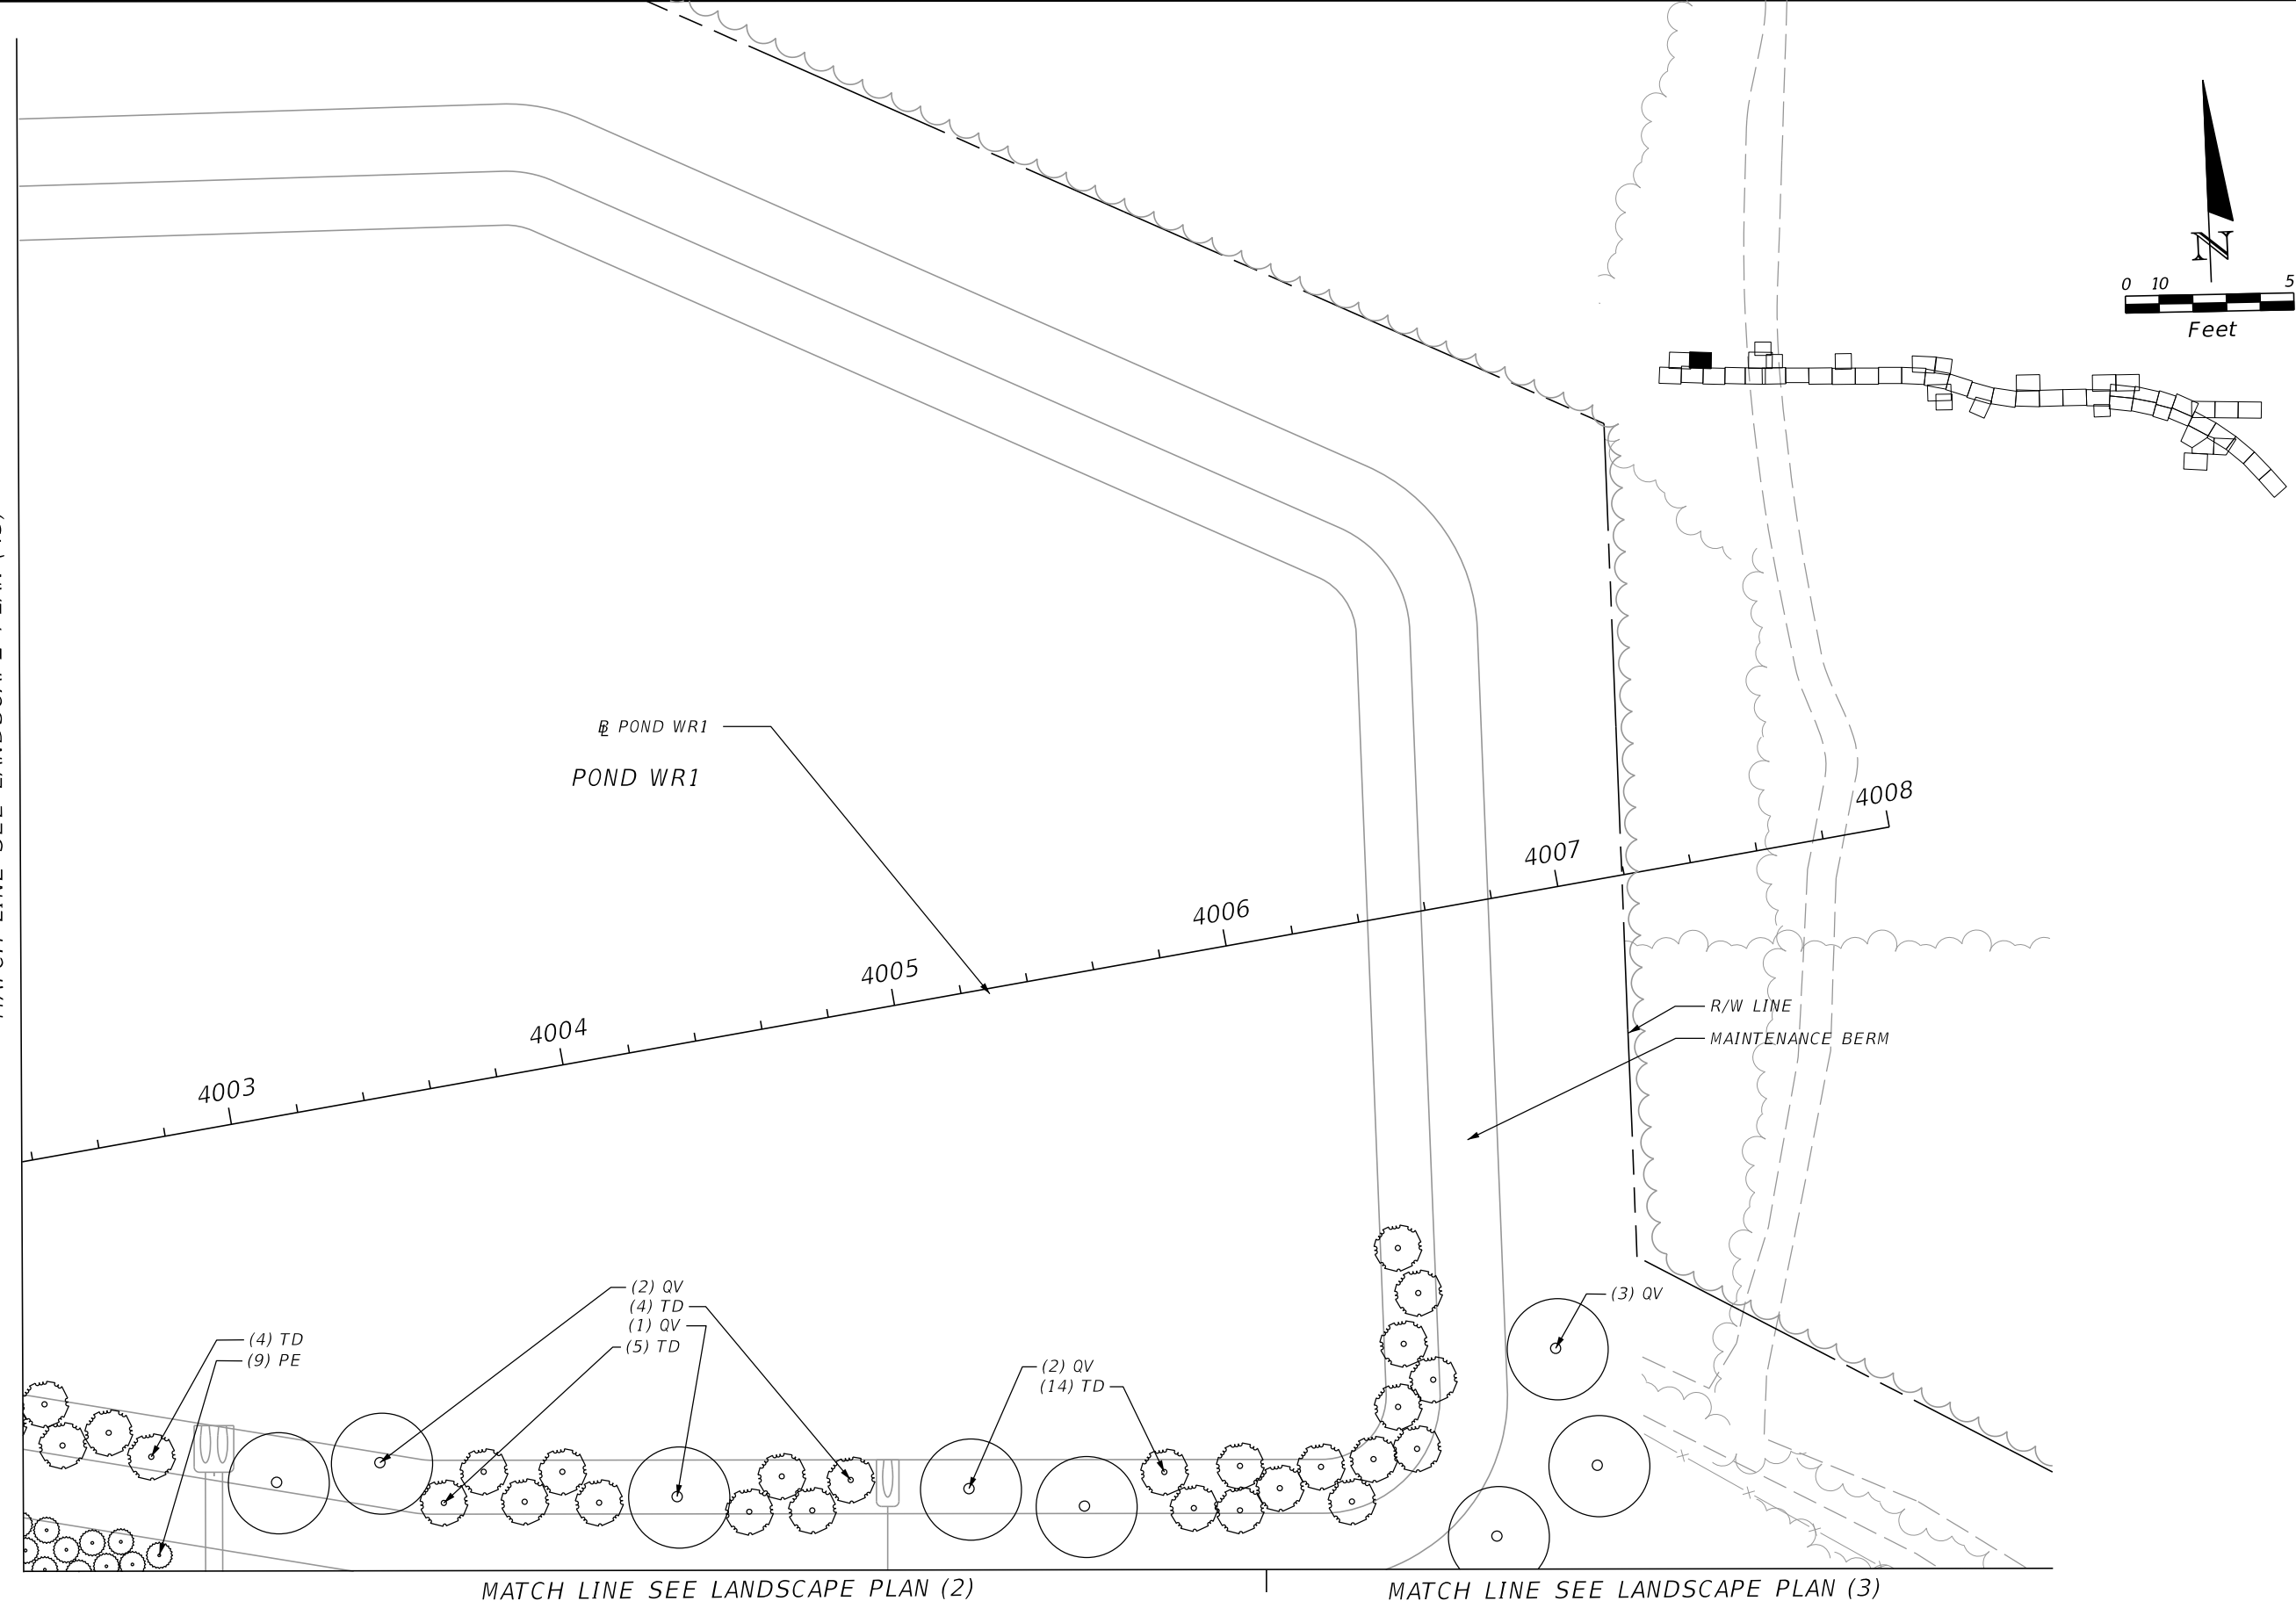 N
0 10 5
Feet
BL POND WR1
POND WR1
4008
4007
4006
4005
4004
4003
R/W LINE
MAINTENANCE BERM
(2) QV
(4) TD
(1) QV
(5) TD
(3) QV
(4) TD
(9) PE
(2) QV
(14) TD
MATCH LINE SEE LANDSCAPE PLAN (2)
MATCH LINE SEE LANDSCAPE PLAN (3)